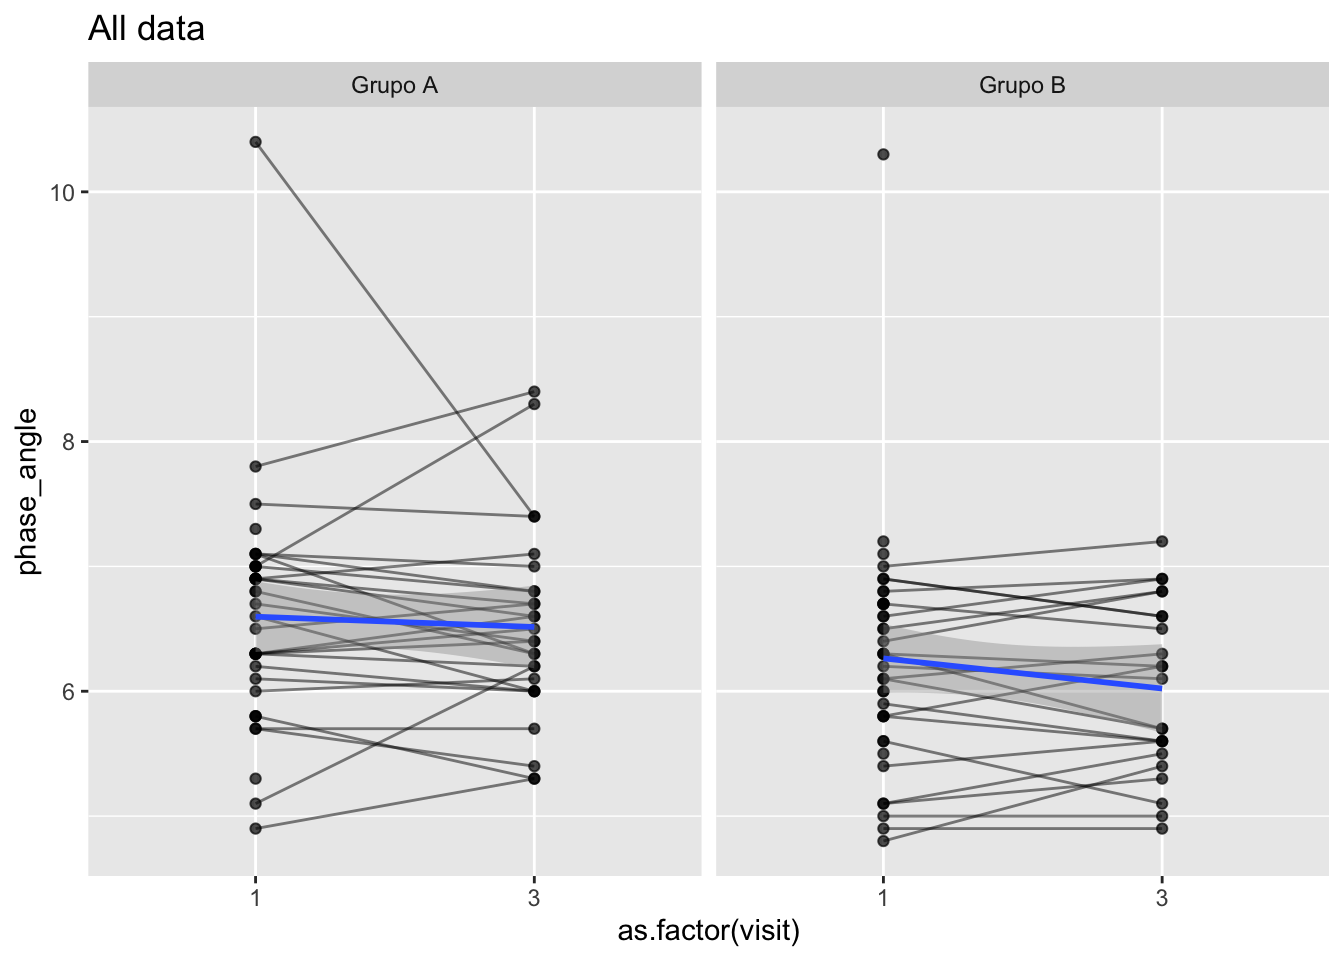 All data
Grupo A
Grupo B
10
8
6
phase_angle
1
3
1
3
as.factor(visit)